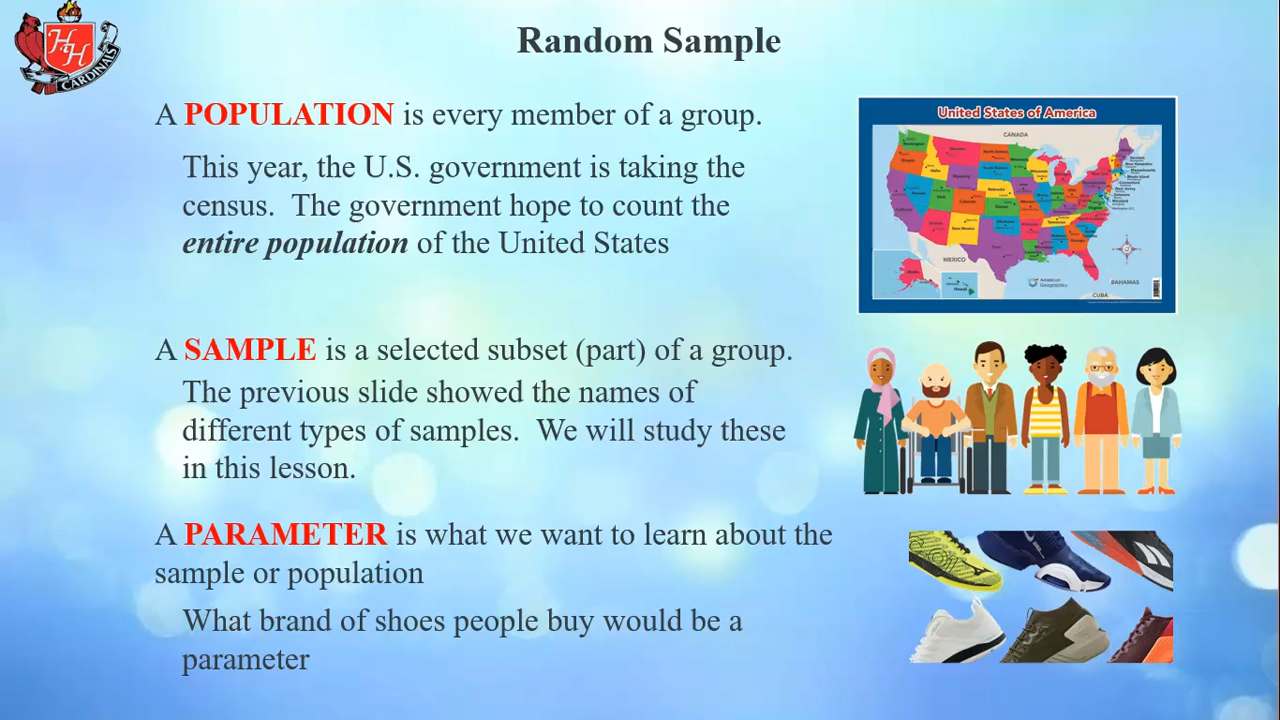 Random Sample
HH
CARDINALS
A POPULATION is every member of a group.
This year, the U.S. government is taking the
census.  The government hope to count the
entire population of the United States
United States of America
CANADA
MEXICO
BAHAMAS
CUBA
A SAMPLE is a selected subset (part) of a group.
The previous slide showed the names of
different types of samples.  We will study these
in this lesson.
A PARAMETER is what we want to learn about the
sample or population
What brand of shoes people buy would be a
parameter